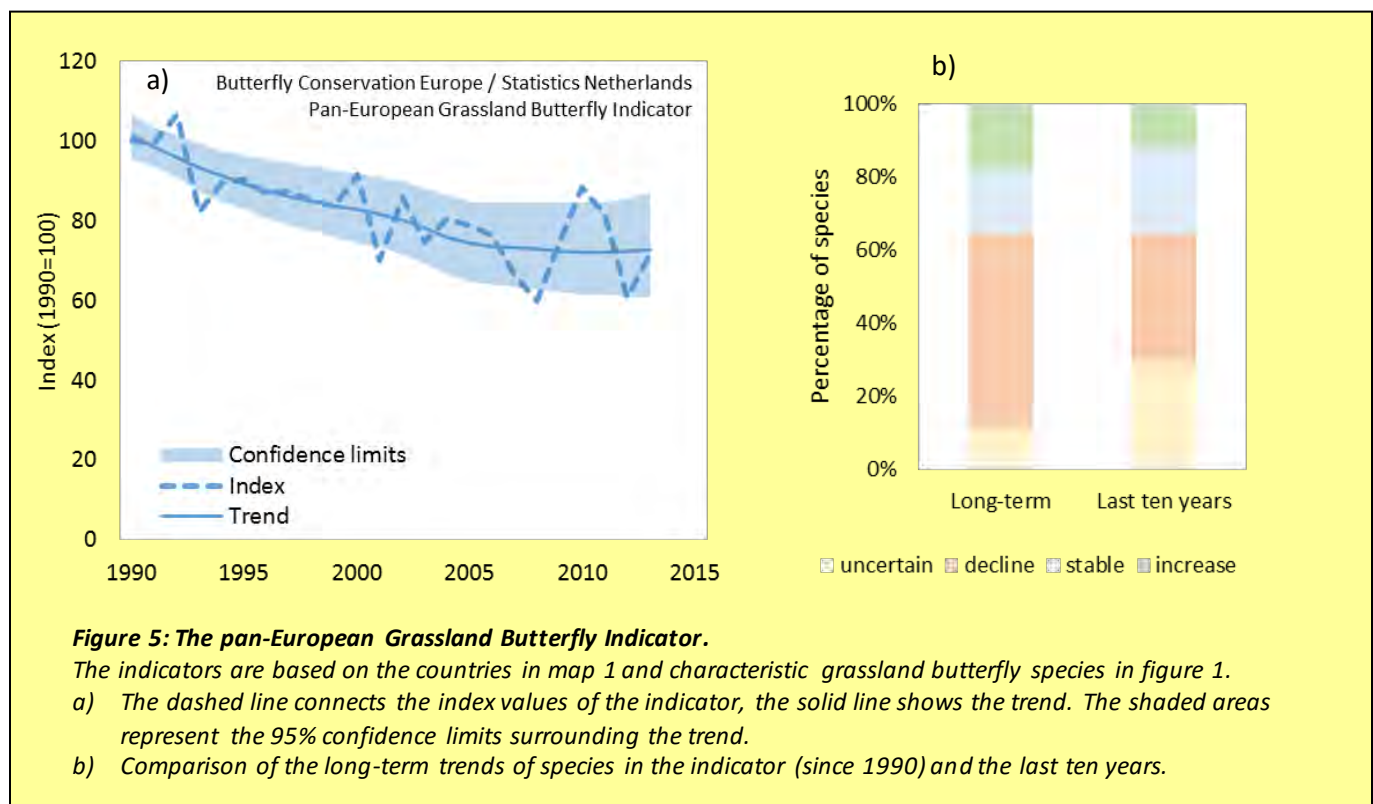 a)
Butterfly Conservation Europe / Statistics Netherlands
Pan-European Grassland Butterfly Indicator
Index (1990=100)
120
100
80
60
40
20
0
Confidence limits
Index
Trend
1990 1995 2000 2005 2010 2015
b)
Percentage of species
100%
80%
60%
40%
20%
0%
Long-term Last ten years
uncertain decline stable increase
Figure 5: The pan-European Grassland Butterfly Indicator.
The indicators are based on the countries in map 1 and characteristic grassland butterfly species in figure 1.
a) The dashed line connects the index values of the indicator, the solid line shows the trend. The shaded areas
represent the 95% confidence limits surrounding the trend.
b) Comparison of the long-term trends of species in the indicator (since 1990) and the last ten years.